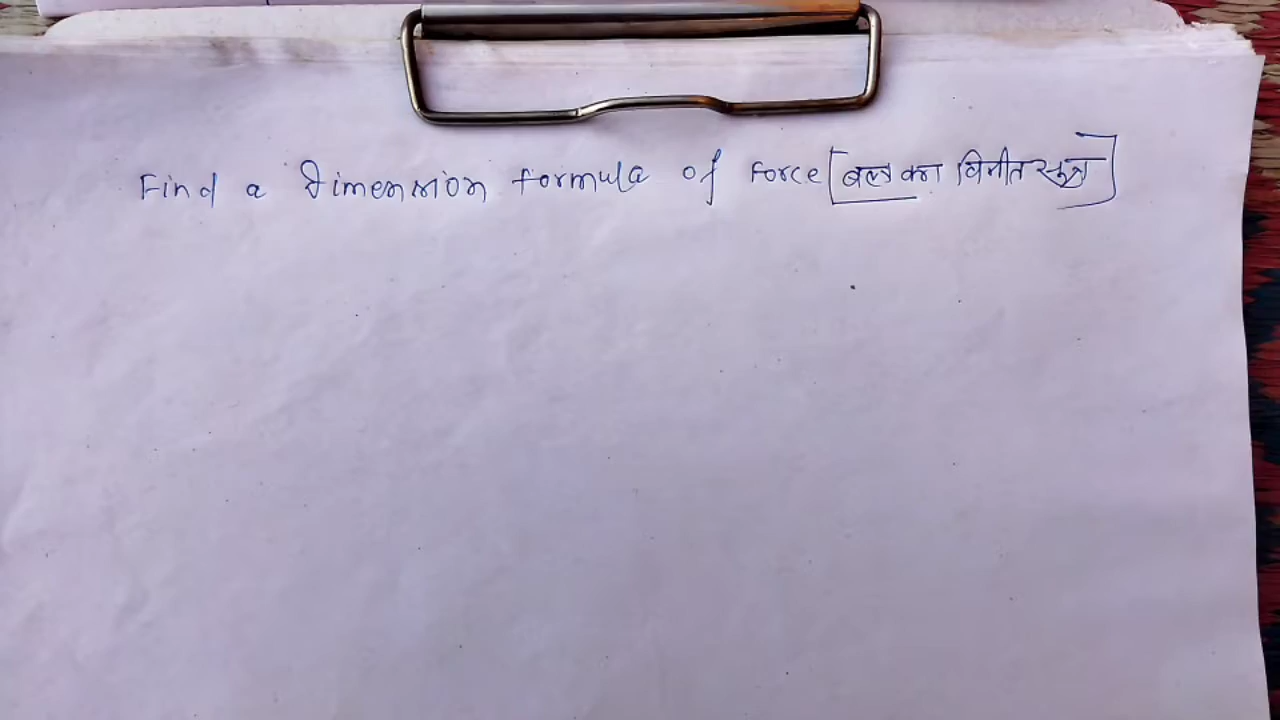 Find a Dimension formula of Force [बल का विमीत सूत्र]